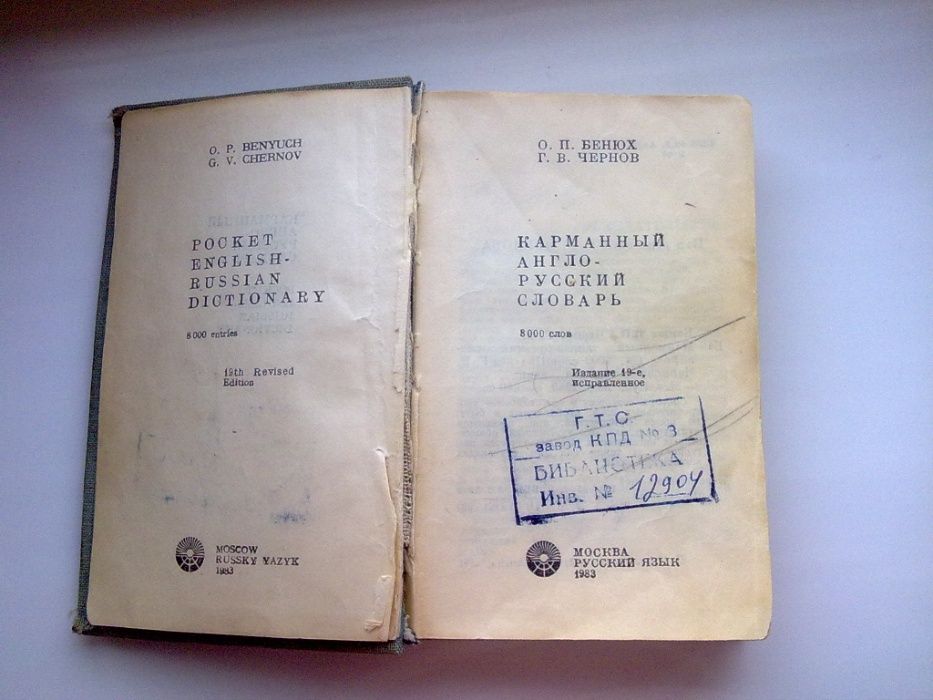 O. P. BENYUCH
G. V. CHERNOV
POCKET
ENGLISH-
RUSSIAN
DICTIONARY
8000 entries
19th Revised
Edition
MOSCOW
RUSSKY YAZYK
1983
О. П. БЕНЮХ
Г. В. ЧЕРНОВ
КАРМАННЫЙ
АНГЛО-
РУССКИЙ
СЛОВАРЬ
8000 слов
Издание 19-е,
исправленное
Г.Т.С.
завод КПД № 3
БИБЛИОТЕКА
Инв. № 12904
МОСКВА
РУССКИЙ ЯЗЫК
1983